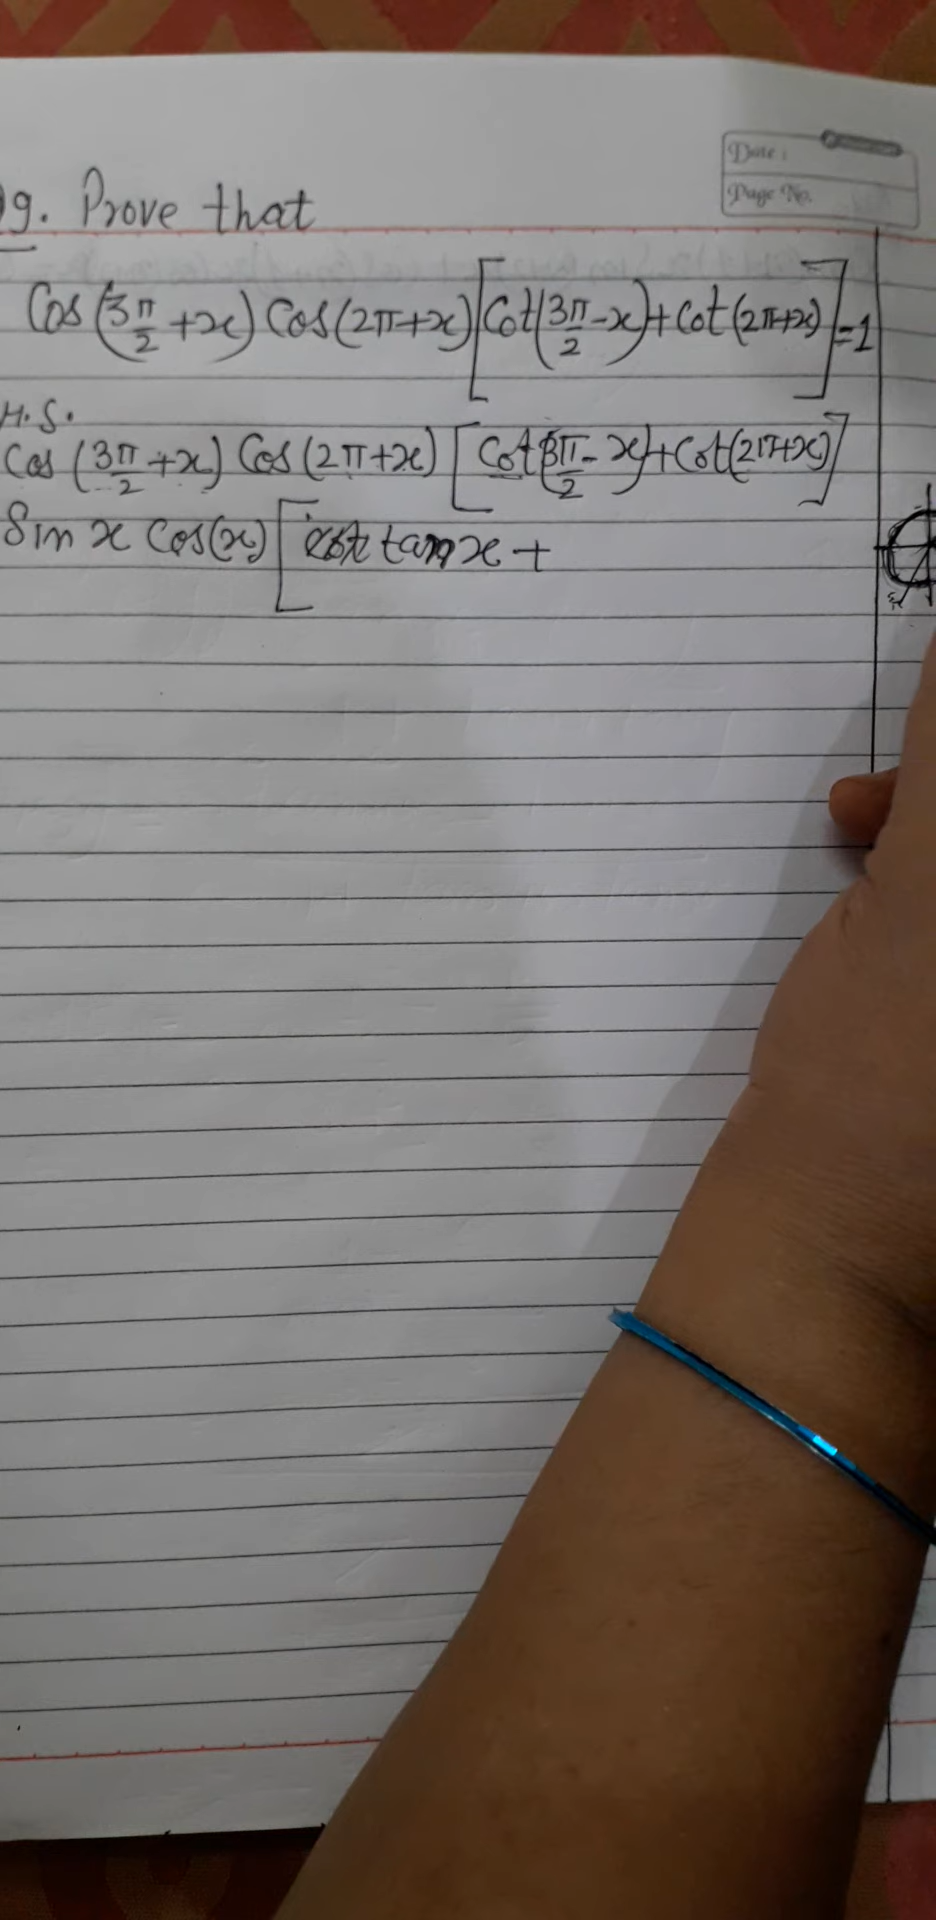 Date:
Page No.
9. Prove that
Cos(3π/2+x) Cos(2π+x)[Cot(3π/2-x)+Cot(2π+x)]=1
H.S.
Cos(3π/2+x) Cos(2π+x)[Cot(3π/2-x)+Cot(2π+x)]
Sin x Cos(x)[tan x +